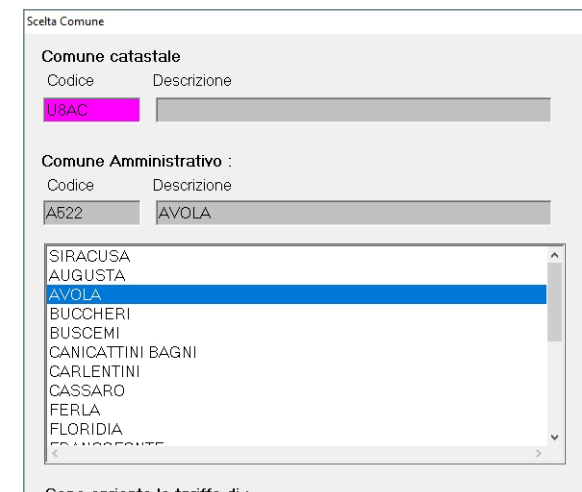 Scelta Comune
Comune catastale
Codice Descrizione
U8AC
Comune Amministrativo :
Codice Descrizione
A522 AVOLA
SIRACUSA
AUGUSTA
AVOLA
BUCCHERI
BUSCEMI
CANICATTINI BAGNI
CARLENTINI
CASSARO
FERLA
FLORIDIA